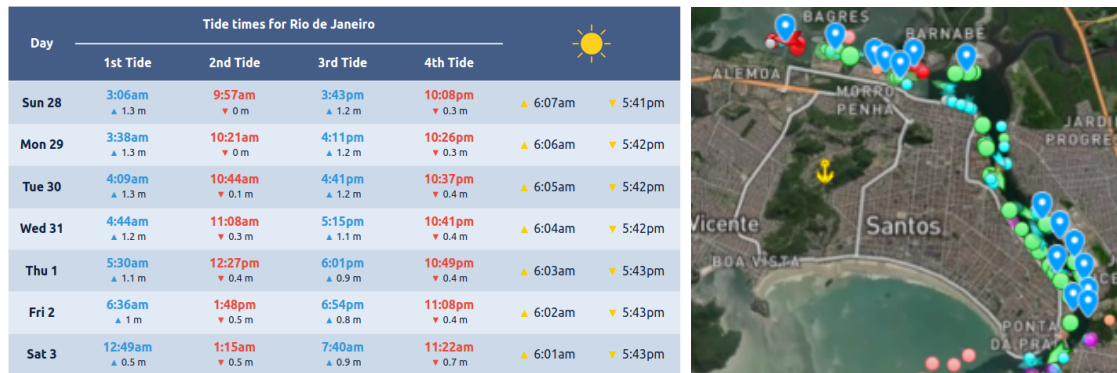 Day
Tide times for Rio de Janeiro
1st Tide 2nd Tide 3rd Tide 4th Tide
Sun 28 3:06am 9:57am 3:43pm 10:08pm ▲ 6:07am ▼ 5:41pm
▲ 1.3 m ▼ 0 m ▲ 1.2 m ▼ 0.3 m
Mon 29 3:38am 10:21am 4:11pm 10:26pm ▲ 6:06am ▼ 5:42pm
▲ 1.3 m ▼ 0 m ▲ 1.2 m ▼ 0.3 m
Tue 30 4:09am 10:44am 4:41pm 10:37pm ▲ 6:05am ▼ 5:42pm
▲ 1.3 m ▼ 0.1 m ▲ 1.2 m ▼ 0.4 m
Wed 31 4:44am 11:08am 5:15pm 10:41pm ▲ 6:04am ▼ 5:42pm
▲ 1.2 m ▼ 0.3 m ▲ 1.1 m ▼ 0.4 m
Thu 1 5:30am 12:27pm 6:01pm 10:49pm ▲ 6:03am ▼ 5:43pm
▲ 1.1 m ▼ 0.4 m ▲ 0.9 m ▼ 0.4 m
Fri 2 6:36am 1:48pm 6:54pm 11:08pm ▲ 6:02am ▼ 5:43pm
▲ 1 m ▼ 0.5 m ▲ 0.8 m ▼ 0.4 m
Sat 3 12:49am 1:15am 7:40am 11:22am ▲ 6:01am ▼ 5:43pm
▲ 0.5 m ▼ 0.5 m ▲ 0.9 m ▼ 0.7 m
BAGRES
BARNABÉ
ALEMOA
MORRO
PENHA
JARDI
PROGRES
Vicente
Santos
BOA VISTA
PONTA
DA PRAI